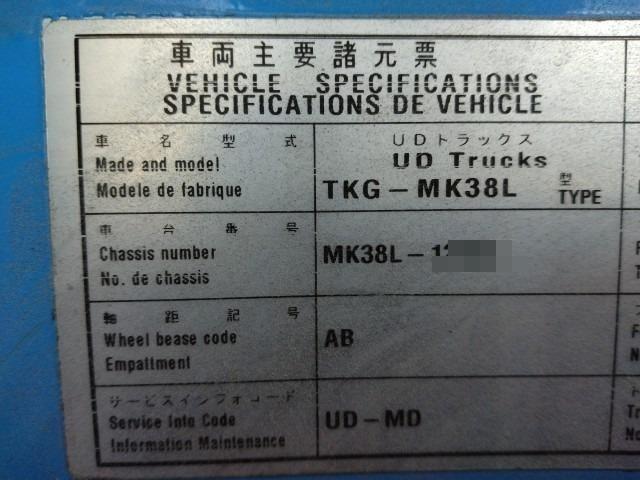 車両主要諸元票
VEHICLE SPECIFICATIONS
SPECIFICATIONS DE VEHICLE
車名型式
Made and model
Modele de fabrique
UDトラックス
UD Trucks
TKG-MK38L 型 TYPE
車台番号
Chassis number
No. de chassis
MK38L-1
軸距記号
Wheel base code
Empattment
AB
サービスインフォコード
Service Info Code
Information Maintenance
UD-MD